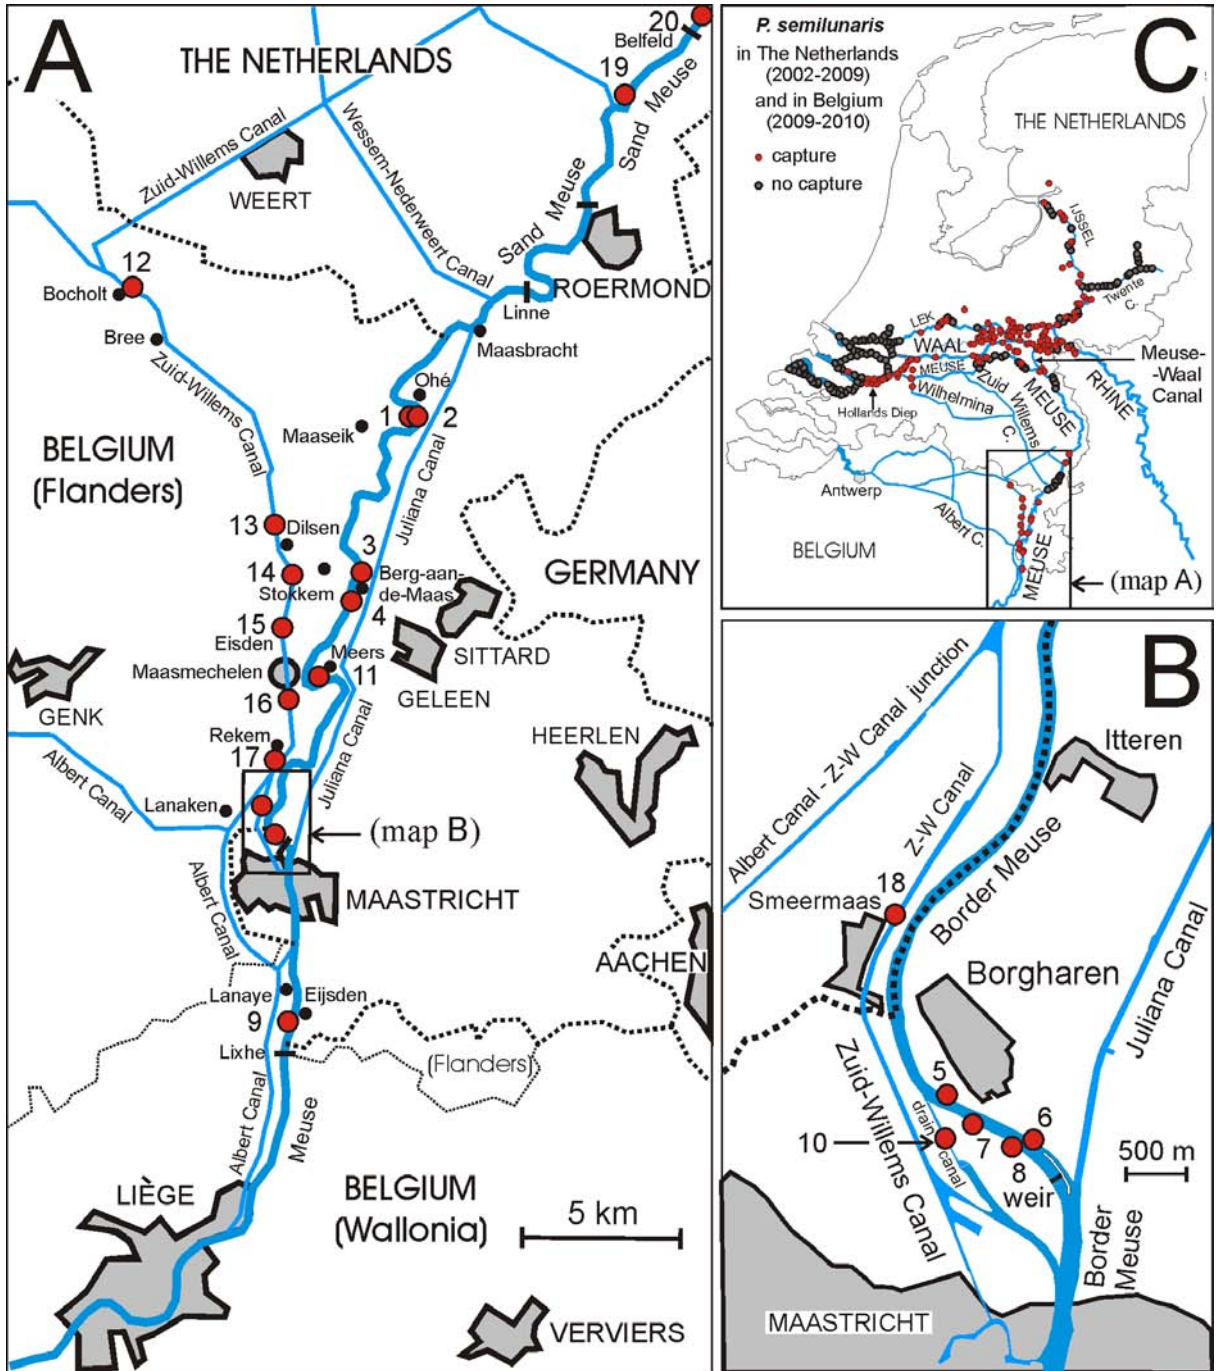 A
THE NETHERLANDS
20
Belfeld
19
Sand Meuse
Zuid-Willems Canal
Wessem-Nederweert Canal
WEERT
Sand Meuse
ROERMOND
Linne
12
Bocholt
Bree
Zuid-Willems Canal
Maasbracht
Ohé
1
2
Maaseik
BELGIUM
(Flanders)
Juliana Canal
13
Dilsen
3
14
Stokkem
Berg-aan-
de-Maas
4
GERMANY
15
Eisden
Meers
SITTARD
Maasmechelen
11
GELEEN
GENK
16
Rekem
17
HEERLEN
Albert Canal
Juliana Canal
Lanaken
(map B)
Albert Canal
MAASTRICHT
AACHEN
Lanaye
Eijsden
9
Lixhe
(Flanders)
Albert Canal
Meuse
LIÈGE
BELGIUM
(Wallonia)
5 km
VERVIERS
C
P. semilunaris
in The Netherlands
(2002-2009)
and in Belgium
(2009-2010)
capture
no capture
THE NETHERLANDS
IJSSEL
Twente
C.
LEK
WAAL
MEUSE
Meuse-
-Waal
Canal
Hollands Diep
Wilhelmina
C.
Zuid Willems
C.
MEUSE
RHINE
Antwerp
Albert C.
BELGIUM
MEUSE
(map A)
B
Albert Canal - Z-W Canal junction
Z-W Canal
Itteren
Border Meuse
18
Smeermaas
Borgharen
Juliana Canal
5
drain
canal
7
6
10
8
weir
500 m
Zuid-Willems Canal
Border
Meuse
MAASTRICHT